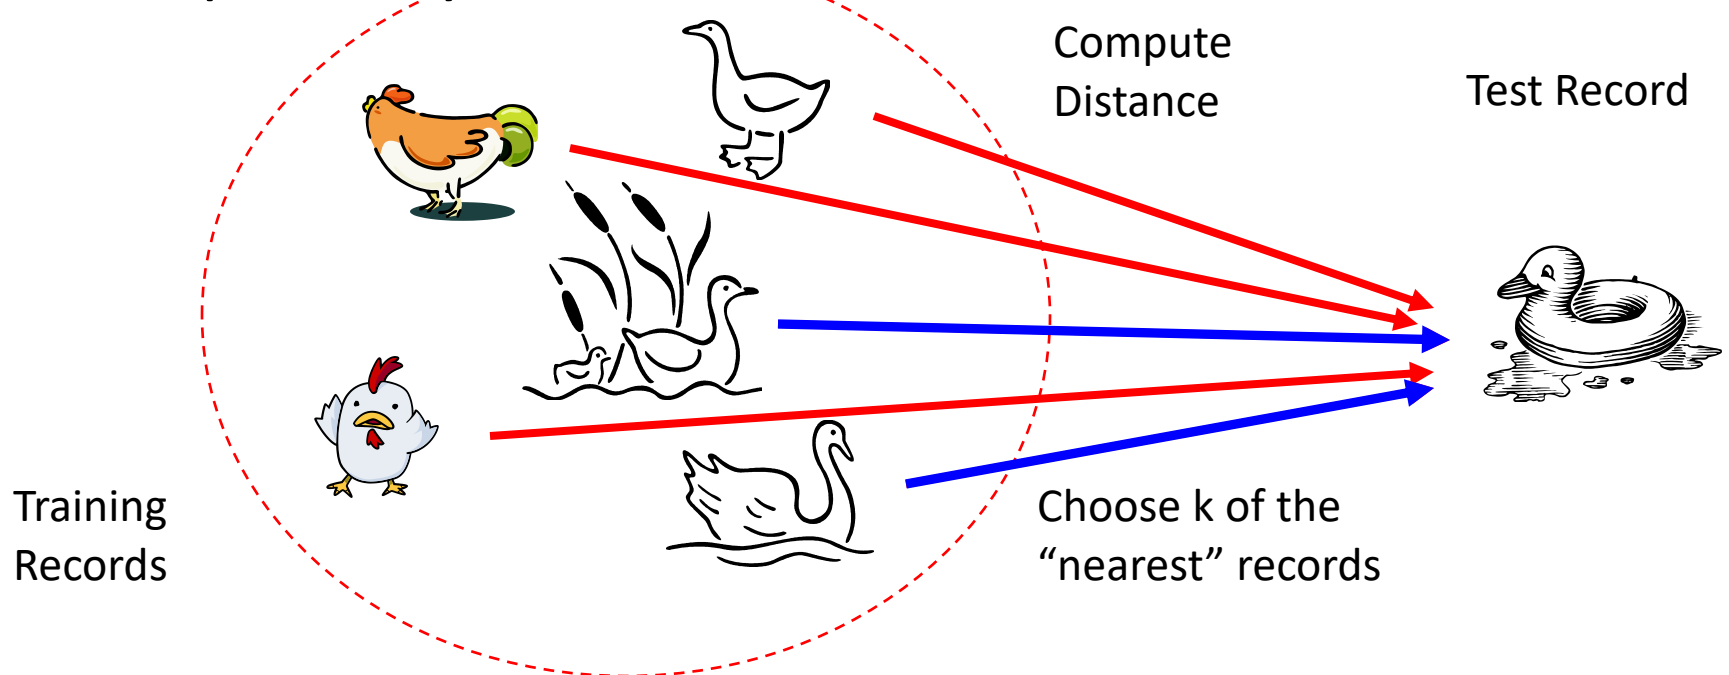 Compute
Distance
Test Record
Training
Records
Choose k of the
“nearest” records